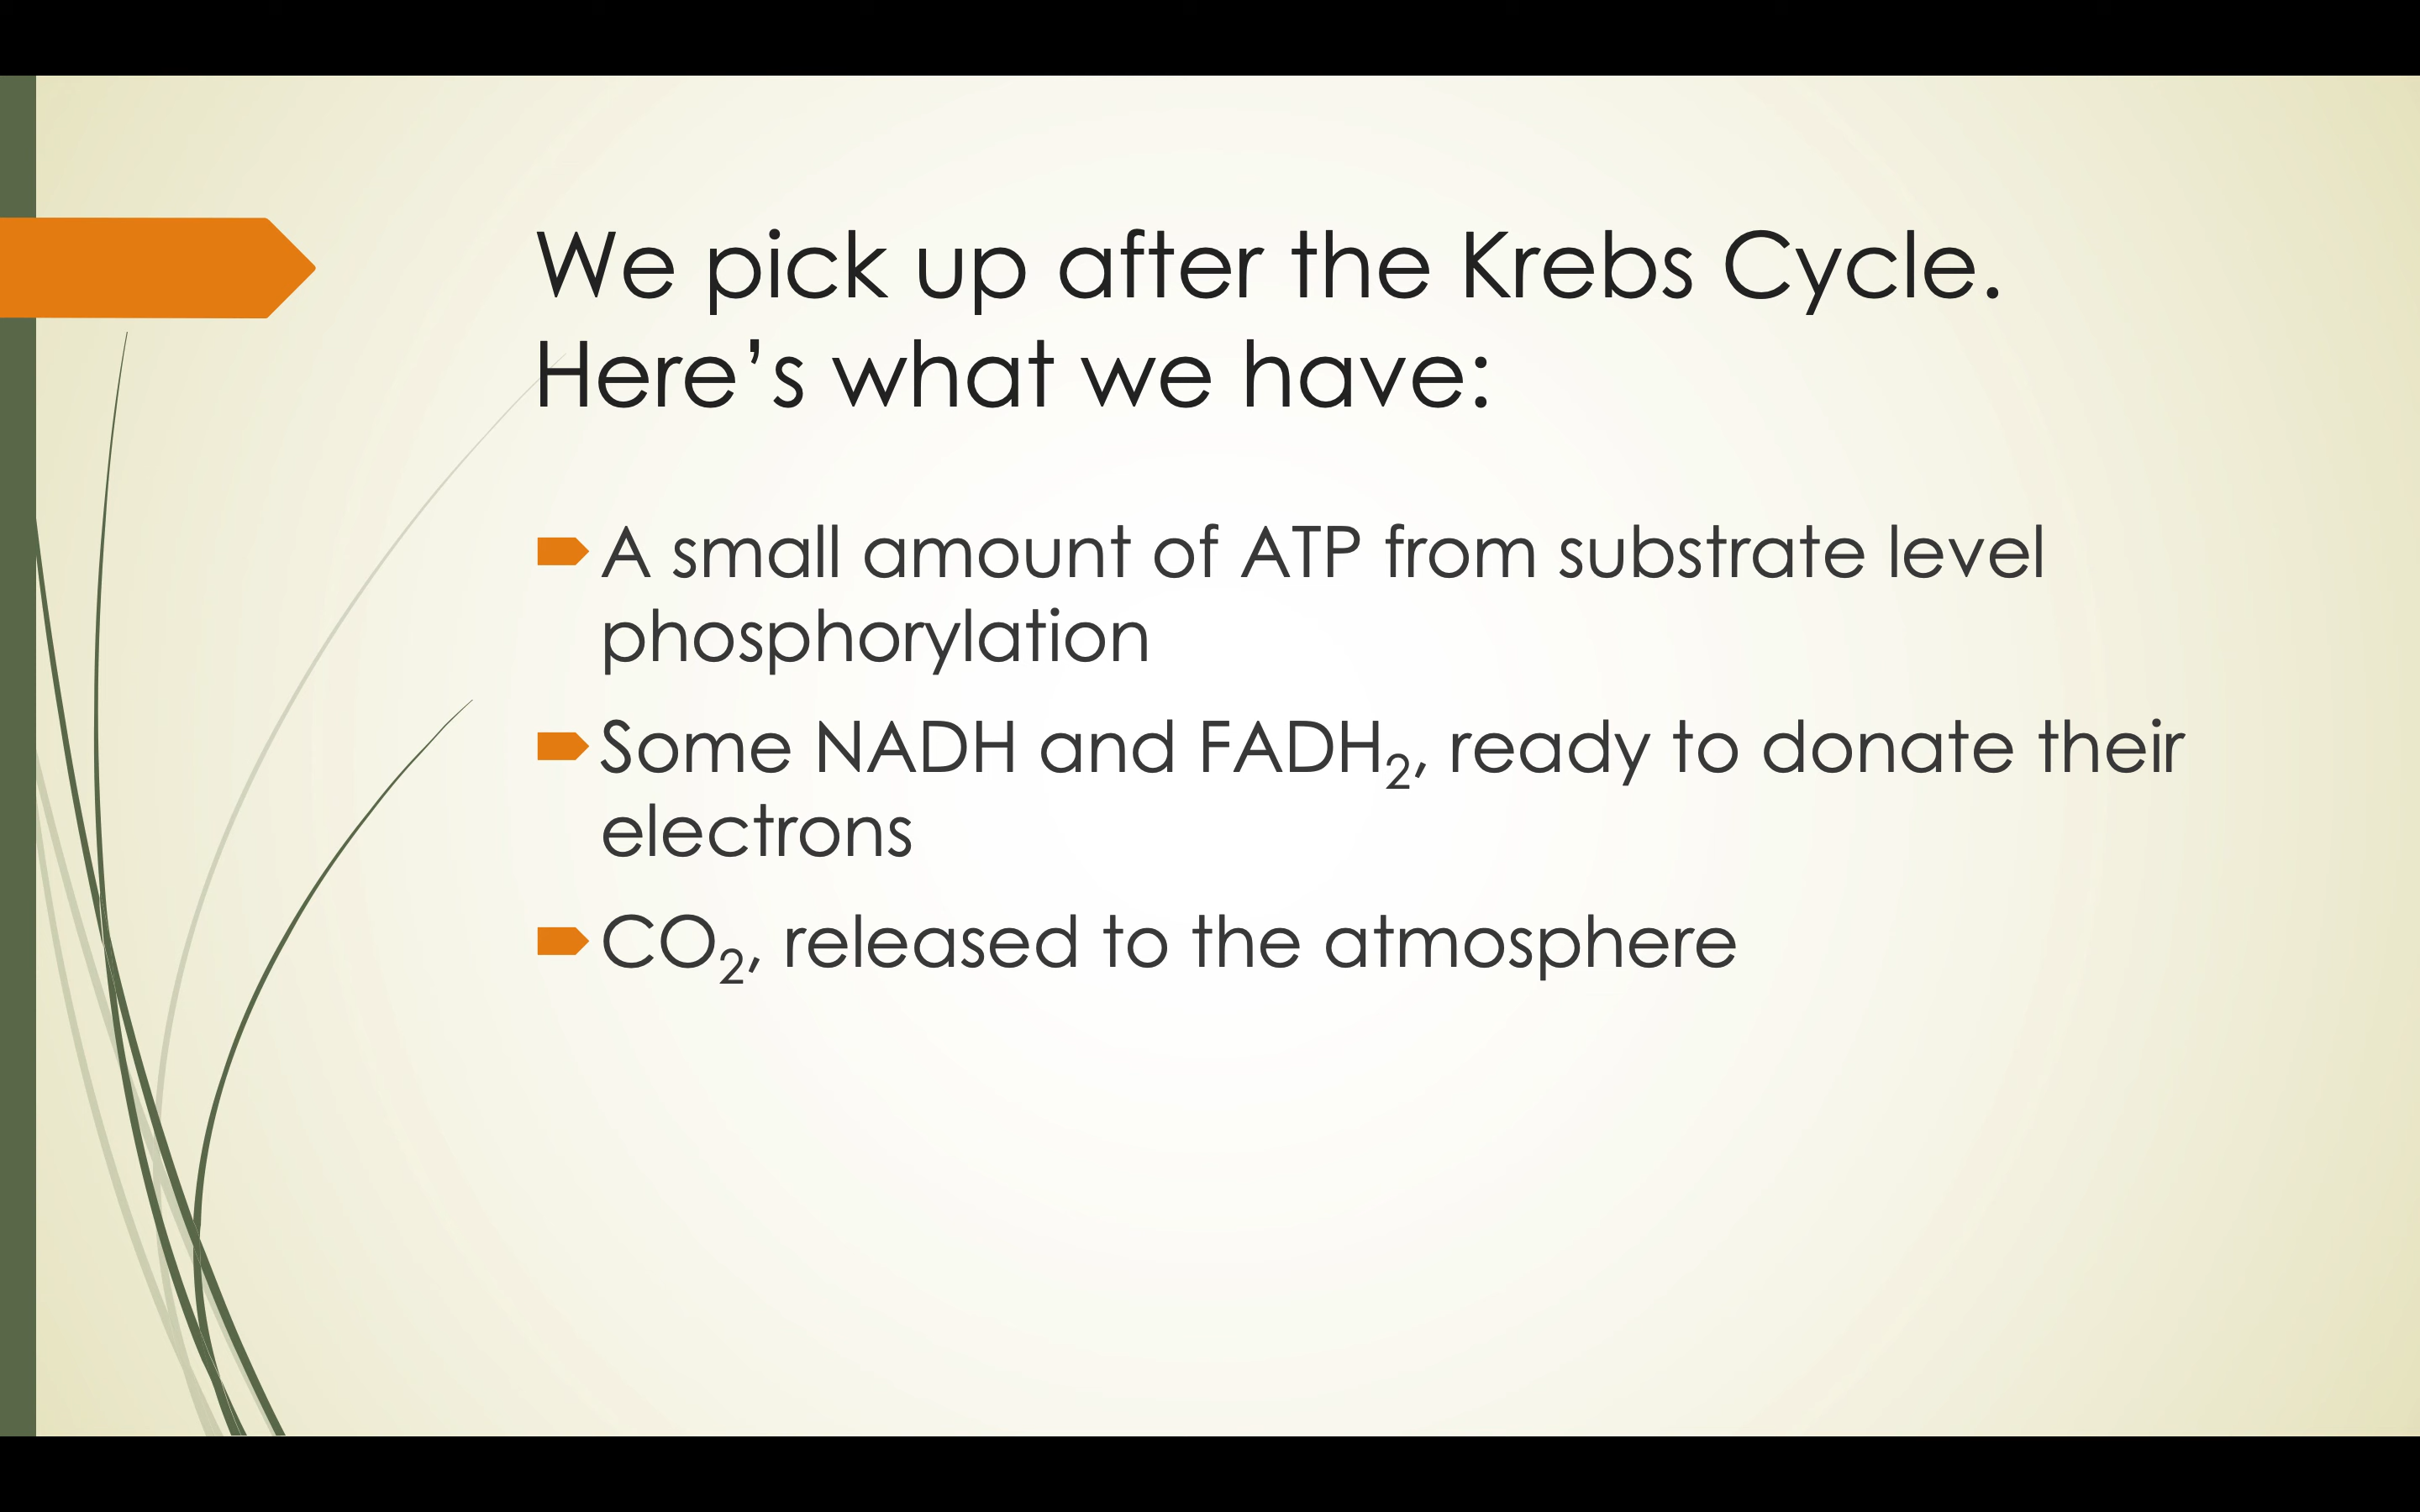 We pick up after the Krebs Cycle.
Here’s what we have:
A small amount of ATP from substrate level
phosphorylation
Some NADH and FADH₂, ready to donate their
electrons
CO₂, released to the atmosphere